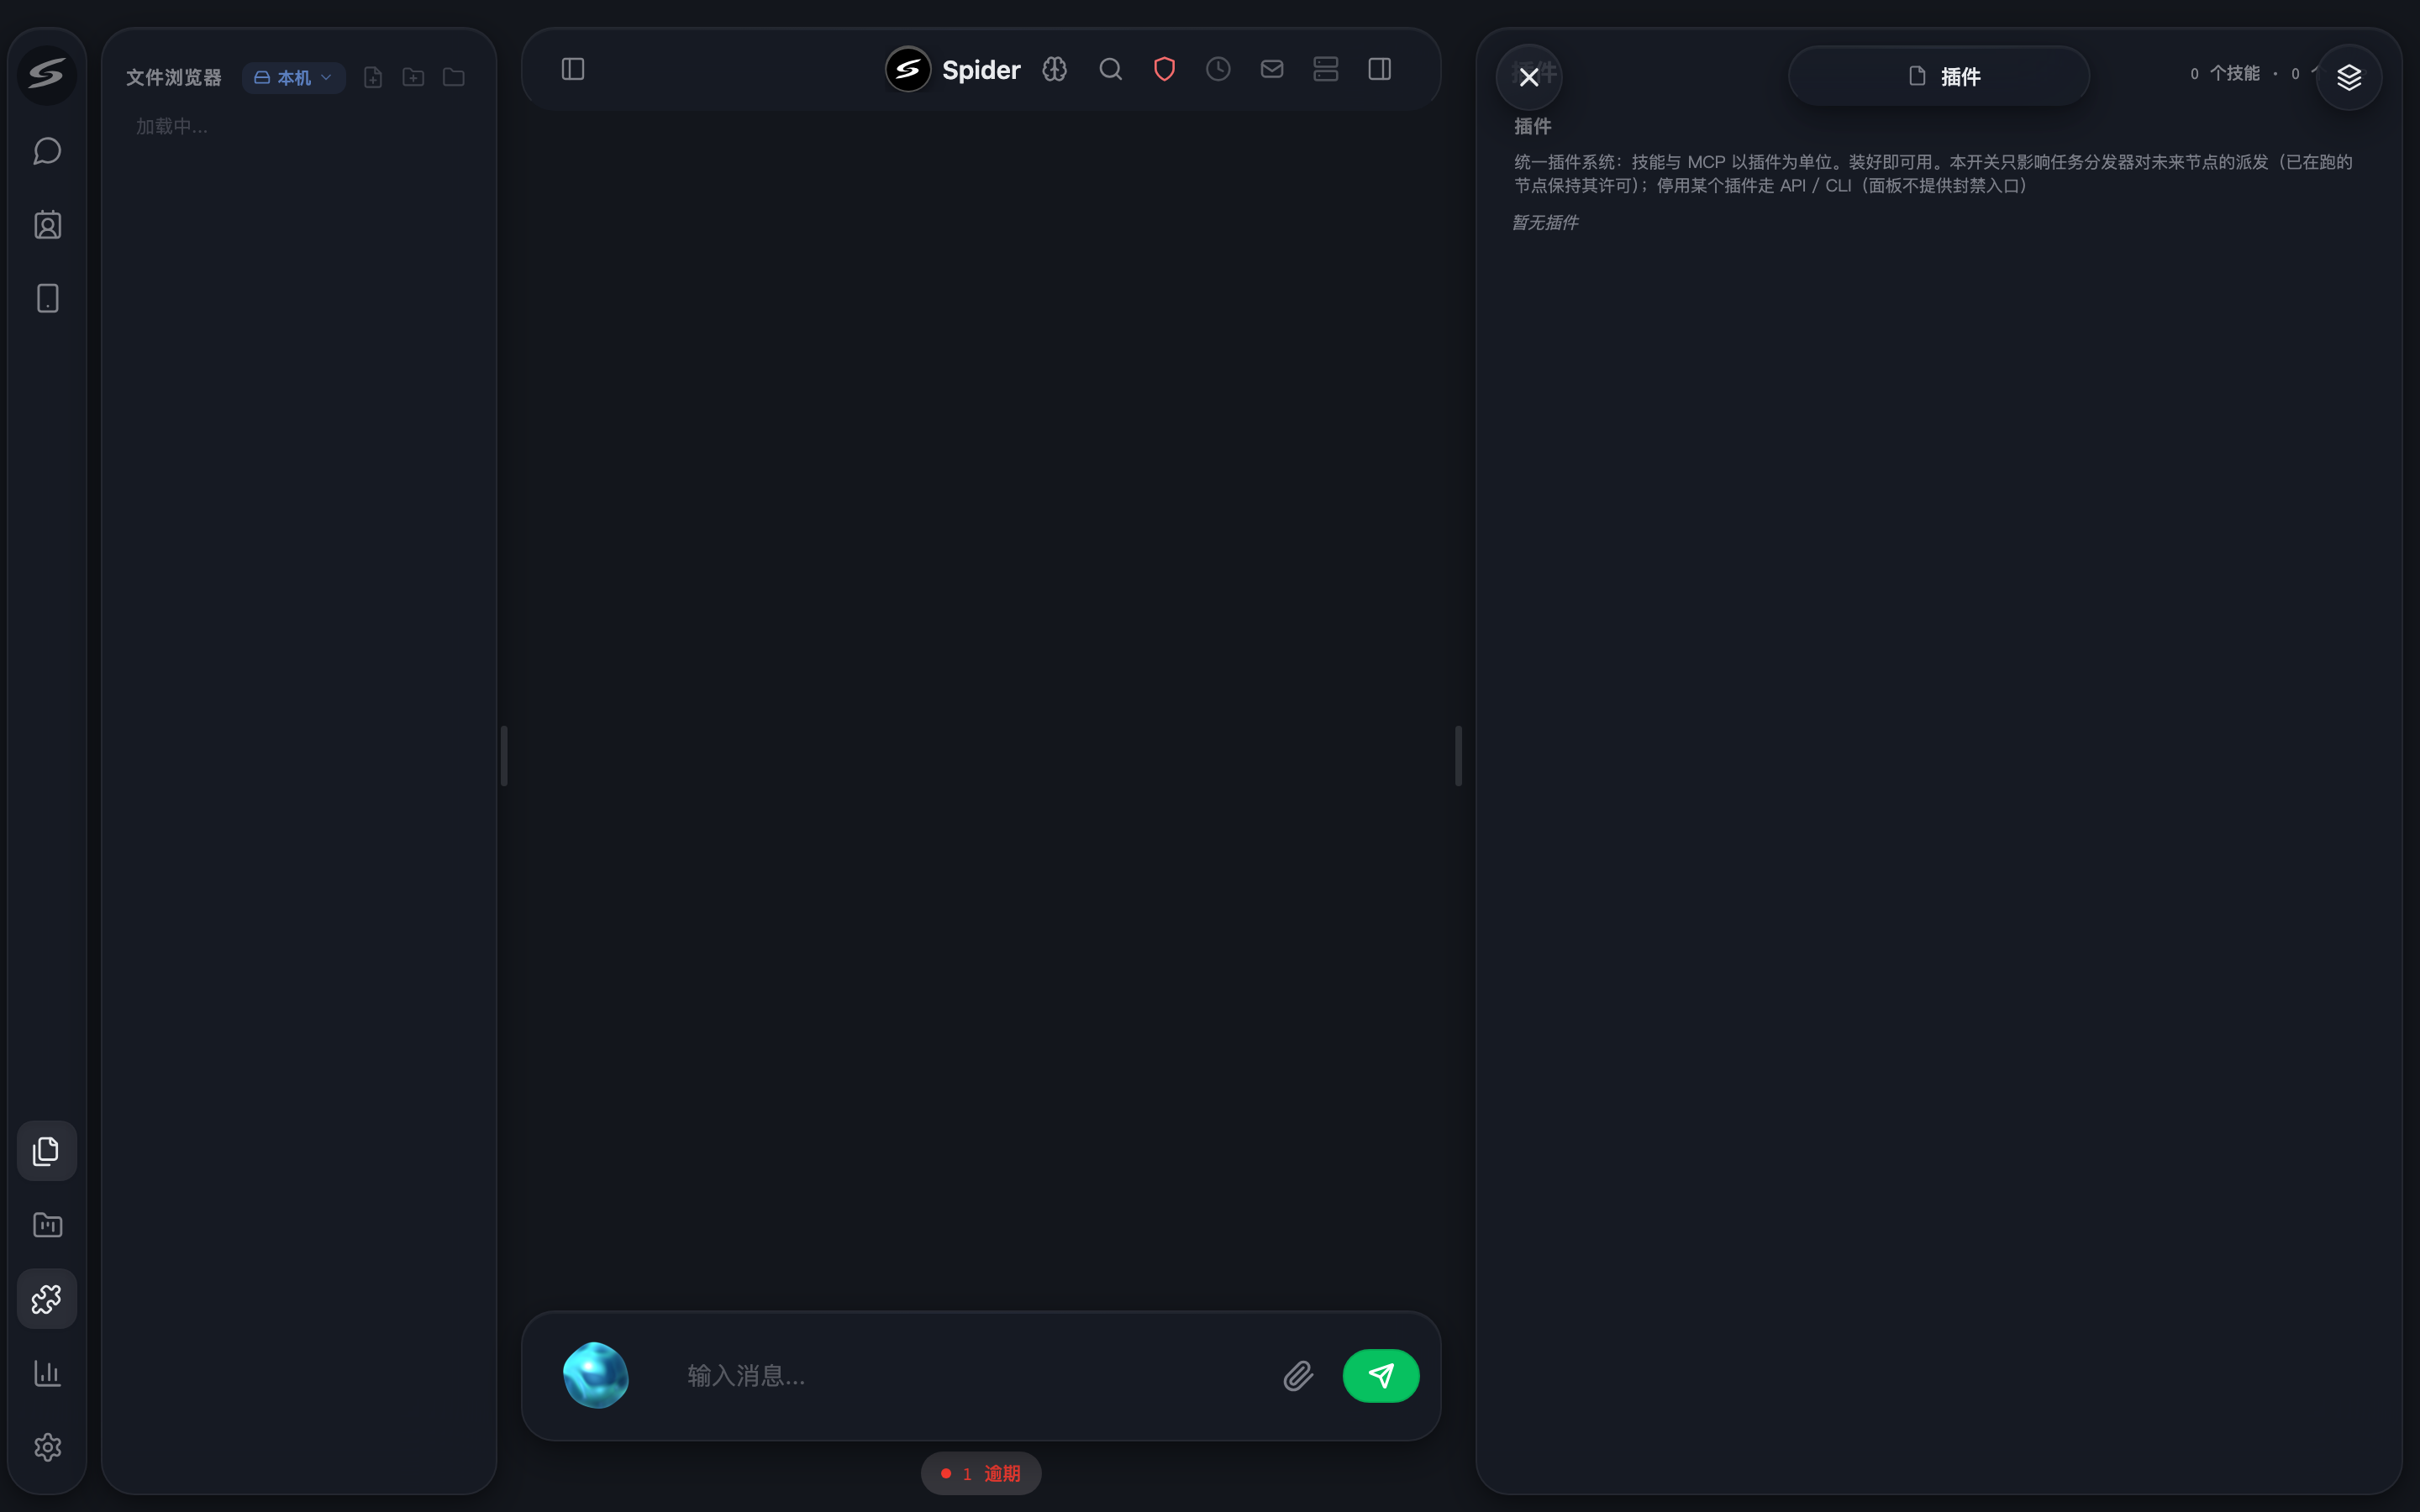 文件浏览器
本机
加载中...
Spider
输入消息...
1 逾期
插件
0 个技能 · 0
插件
统一插件系统：技能与 MCP 以插件为单位。装好即可用。本开关只影响任务分发器对未来节点的派发（已在跑的
节点保持其许可）；停用某个插件走 API / CLI（面板不提供封禁入口）
暂无插件